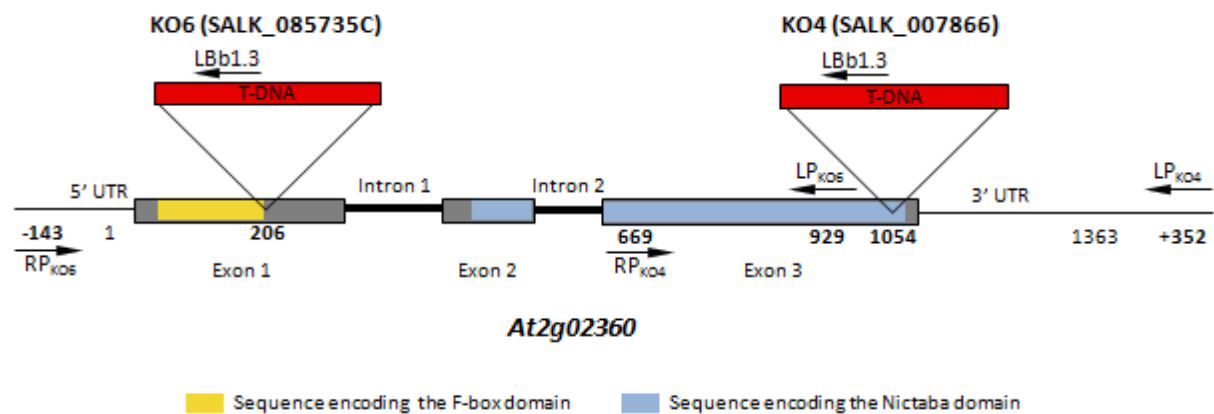 KO6 (SALK_085735C) KO4 (SALK_007866)
LBb1.3 LBb1.3
T-DNA T-DNA
5' UTR Intron 1 Intron 2 LPKO6 3' UTR LPKO4
-143 1 206 669 929 1054 1363 +352
RPKO6 Exon 1 Exon 2 RPKO4 Exon 3
At2g02360
Sequence encoding the F-box domain Sequence encoding the Nictaba domain